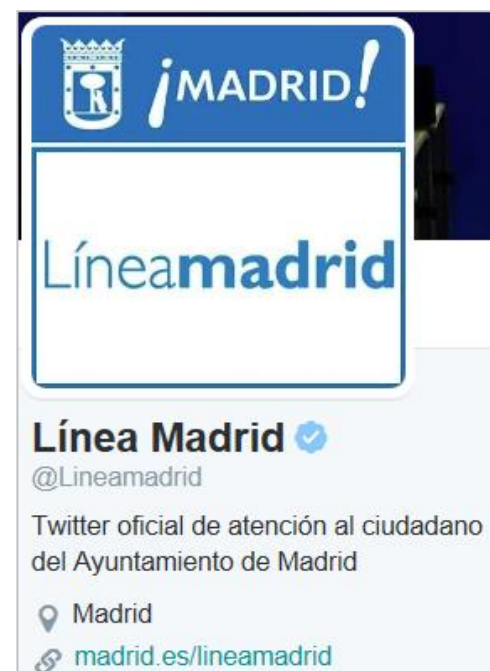 ¡MADRID!
Líneamadrid
Línea Madrid
@Lineamadrid
Twitter oficial de atención al ciudadano
del Ayuntamiento de Madrid
Madrid
madrid.es/lineamadrid